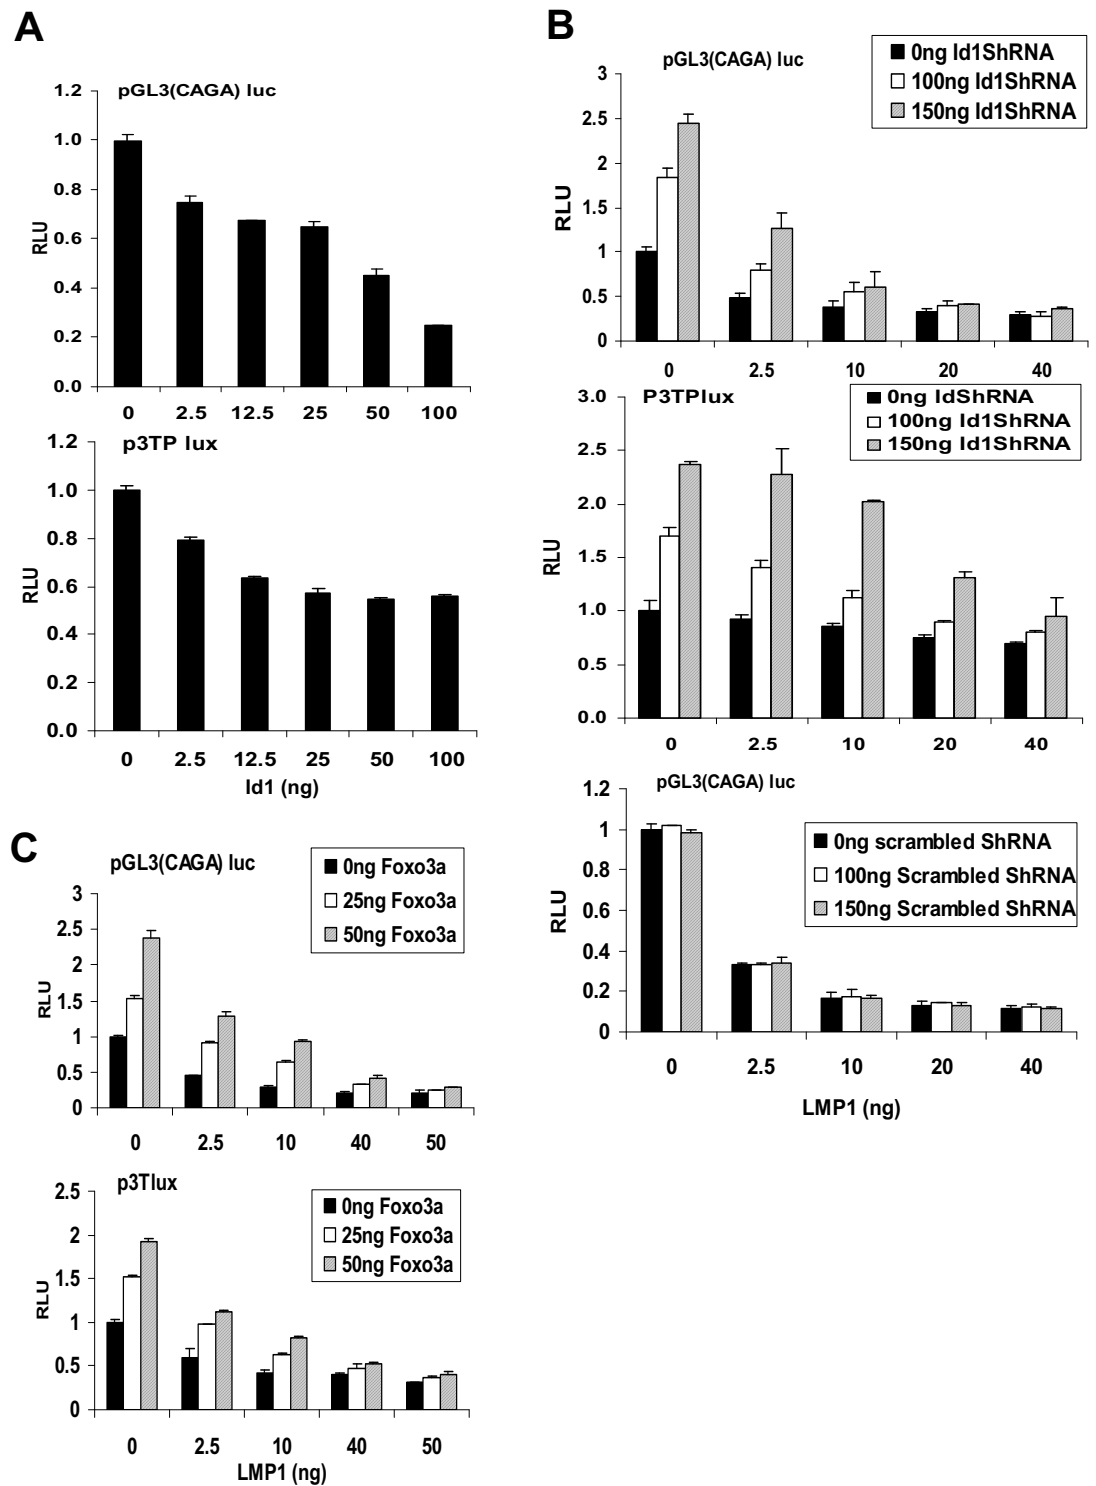 A
pGL3(CAGA) luc
1.2
1.0
0.8
0.6
0.4
0.2
0.0
RLU
0 2.5 12.5 25 50 100
p3TP lux
1.2
1.0
0.8
0.6
0.4
0.2
0.0
RLU
0 2.5 12.5 25 50 100
Id1 (ng)
B
pGL3(CAGA) luc
0ng Id1ShRNA
100ng Id1ShRNA
150ng Id1ShRNA
3
2.5
2
1.5
1
0.5
0
RLU
0 2.5 10 20 40
P3TPlux
0ng IdShRNA
100ng Id1ShRNA
150ng Id1ShRNA
3.0
2.5
2.0
1.5
1.0
0.5
0.0
RLU
0 2.5 10 20 40
pGL3(CAGA) luc
0ng scrambled ShRNA
100ng Scrambled ShRNA
150ng Scrambled ShRNA
1.2
1
0.8
0.6
0.4
0.2
0
RLU
0 2.5 10 20 40
LMP1 (ng)
C
pGL3(CAGA) luc
0ng Foxo3a
25ng Foxo3a
50ng Foxo3a
3
2.5
2
1.5
1
0.5
0
RLU
0 2.5 10 40 50
p3Tlux
0ng Foxo3a
25ng Foxo3a
50ng Foxo3a
2.5
2
1.5
1
0.5
0
RLU
0 2.5 10 40 50
LMP1 (ng)